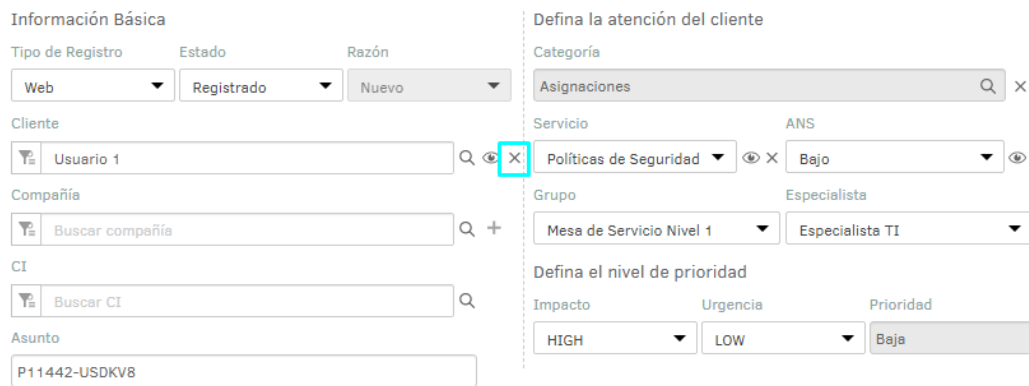 Información Básica
Tipo de Registro Estado Razón
Web Registrado Nuevo
Cliente
Usuario 1
Compañía
Buscar compañía
CI
Buscar CI
Asunto
P11442-USDKV8
Defina la atención del cliente
Categoría
Asignaciones
Servicio ANS
Políticas de Seguridad Bajo
Grupo Especialista
Mesa de Servicio Nivel 1 Especialista TI
Defina el nivel de prioridad
Impacto Urgencia Prioridad
HIGH LOW Baja